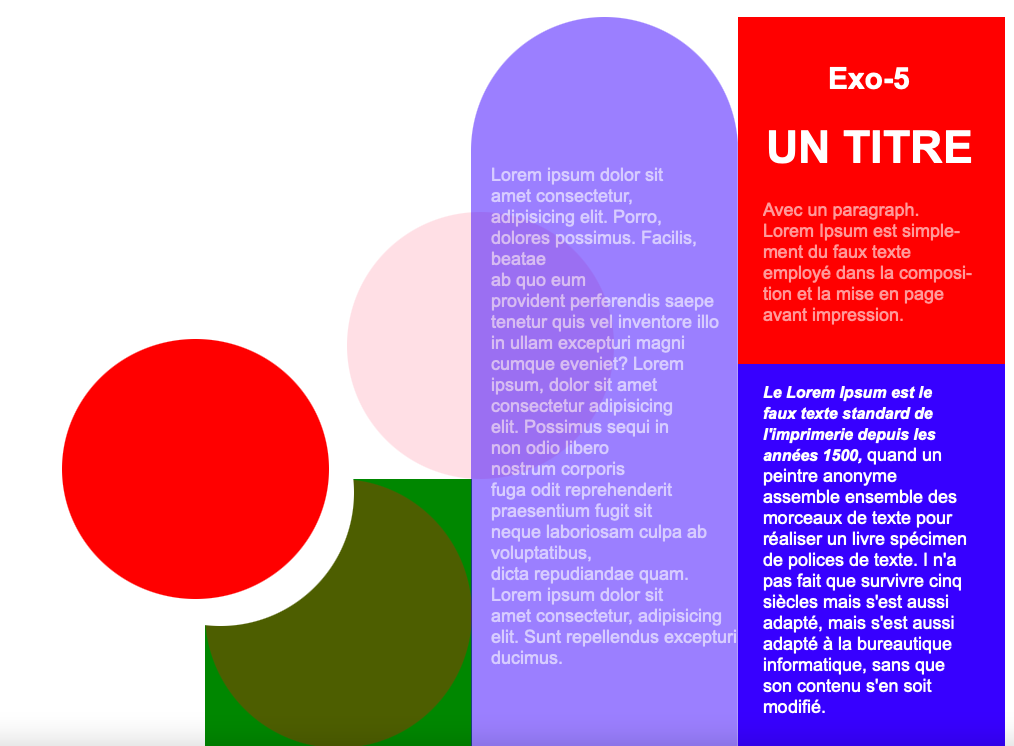 Lorem ipsum dolor sit
amet consectetur,
adipisicing elit. Porro,
dolores possimus. Facilis,
beatae
ab quo eum
provident perferendis saepe
tenetur quis vel inventore illo
in ullam excepturi magni
cumque eveniet? Lorem
ipsum, dolor sit amet
consectetur adipisicing
elit. Possimus sequi in
non odio libero
nostrum corporis
fuga odit reprehenderit
praesentium fugit sit
neque laboriosam culpa ab
voluptatibus,
dicta repudiandae quam.
Lorem ipsum dolor sit
amet consectetur, adipisicing
elit. Sunt repellendus excepturi
ducimus.
Exo-5
UN TITRE
Avec un paragraph.
Lorem Ipsum est simple-
ment du faux texte
employé dans la composi-
tion et la mise en page
avant impression.
Le Lorem Ipsum est le
faux texte standard de
l'imprimerie depuis les
années 1500, quand un
peintre anonyme
assemble ensemble des
morceaux de texte pour
réaliser un livre spécimen
de polices de texte. I n'a
pas fait que survivre cinq
siècles mais s'est aussi
adapté, mais s'est aussi
adapté à la bureautique
informatique, sans que
son contenu s'en soit
modifié.